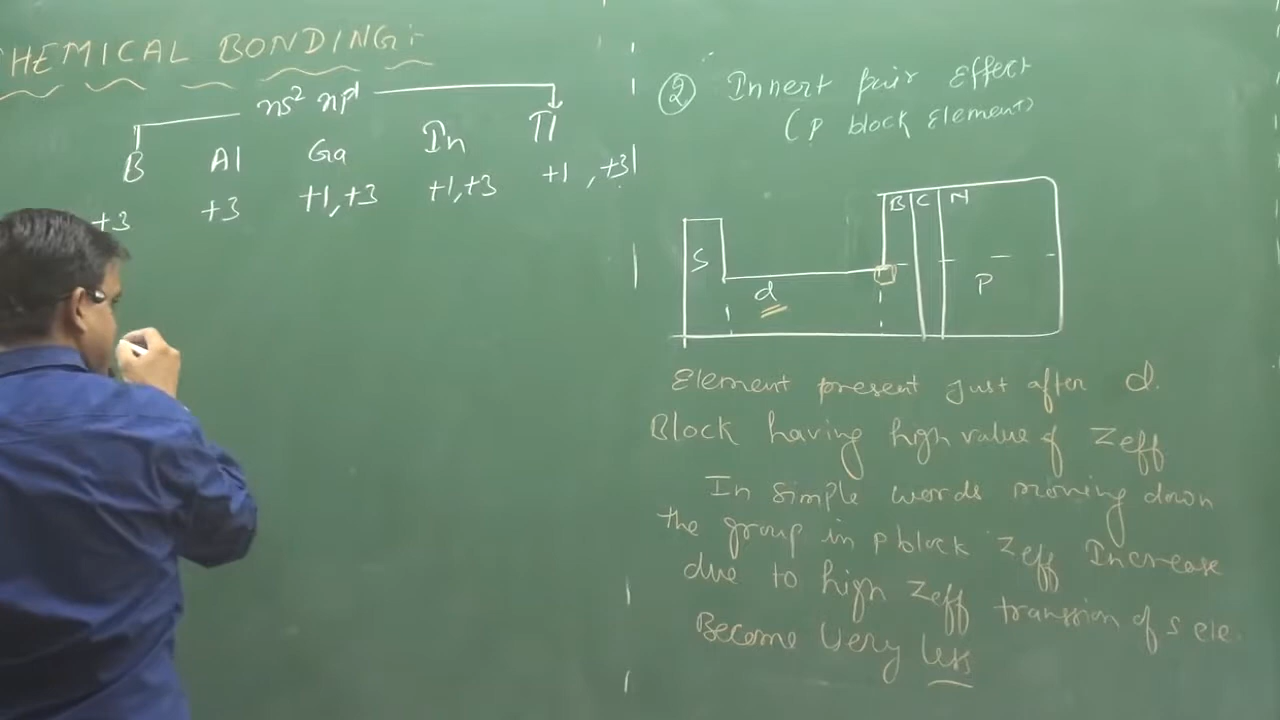 CHEMICAL BONDING:-
ns² np¹
B Al Ga In Tl
+3 +3 +1,+3 +1,+3 +1,+3
② Innert pair Effect
(p block Element)
S d B C N
P
Element present Just after d.
Block having high value of Zeff
In simple words moving down
the group in p block Zeff Increase
due to high Zeff transsion of s ele.
Become Very less